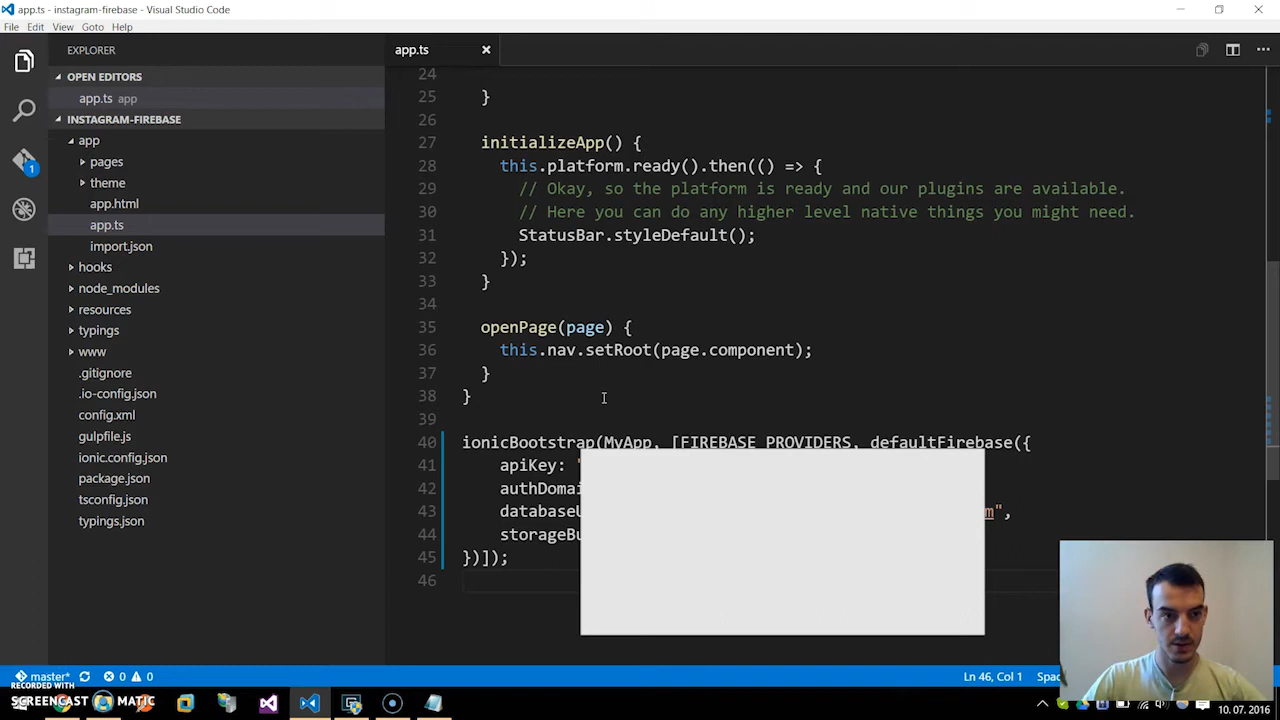 app.ts - instagram-firebase - Visual Studio Code
File Edit View Goto Help
EXPLORER
app.ts
OPEN EDITORS
app.ts app
INSTAGRAM-FIREBASE
app
pages
theme
app.html
app.ts
import.json
hooks
node_modules
resources
typings
www
.gitignore
.io-config.json
config.xml
gulpfile.js
ionic.config.json
package.json
tsconfig.json
typings.json
1
24
25 }
26
27 initializeApp() {
28 this.platform.ready().then(() => {
29 // Okay, so the platform is ready and our plugins are available.
30 // Here you can do any higher level native things you might need.
31 StatusBar.styleDefault();
32 });
33 }
34
35 openPage(page) {
36 this.nav.setRoot(page.component);
37 }
38 }
39
40 ionicBootstrap(MyApp, [FIREBASE_PROVIDERS, defaultFirebase({
41 apiKey: "
42 authDomai
43 databaseU m",
44 storageBu
45 })]);
46
master* 0 0 Ln 46, Col 1 Spac
RECORDED WITH
SCREENCAST MATIC
10. 07. 2016